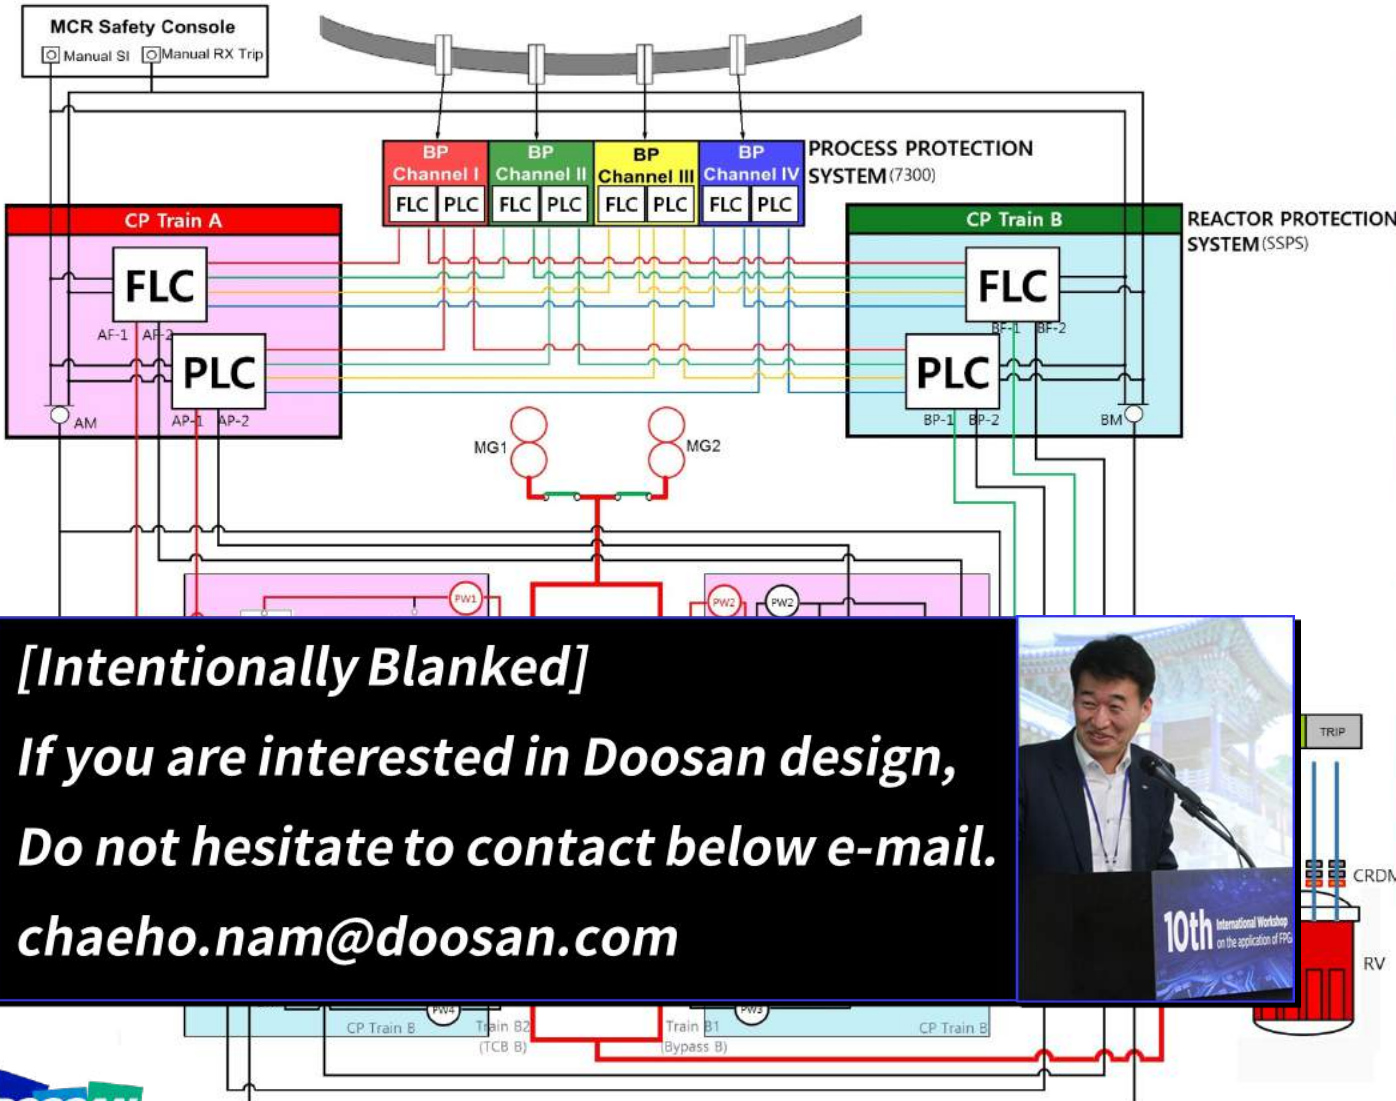 MCR Safety Console
Manual SI
Manual RX Trip
BP
Channel I
BP
Channel II
BP
Channel III
BP
Channel IV
PROCESS PROTECTION
SYSTEM (7300)
FLC
PLC
FLC
PLC
FLC
PLC
FLC
PLC
CP Train A
CP Train B
REACTOR PROTECTION
SYSTEM (SSPS)
FLC
FLC
AF-1
AF-2
BF-1
BF-2
PLC
PLC
AM
AP-1
AP-2
BP-1
BP-2
BM
MG1
MG2
PW1
PW2
PW2
[Intentionally Blanked]
If you are interested in Doosan design,
Do not hesitate to contact below e-mail.
chaeho.nam@doosan.com
10th
International Workshop
on the application of FPG
TRIP
CRDM
RV
PW4
PW3
CP Train B
Train B2
(TCB B)
Train B1
(Bypass B)
CP Train B